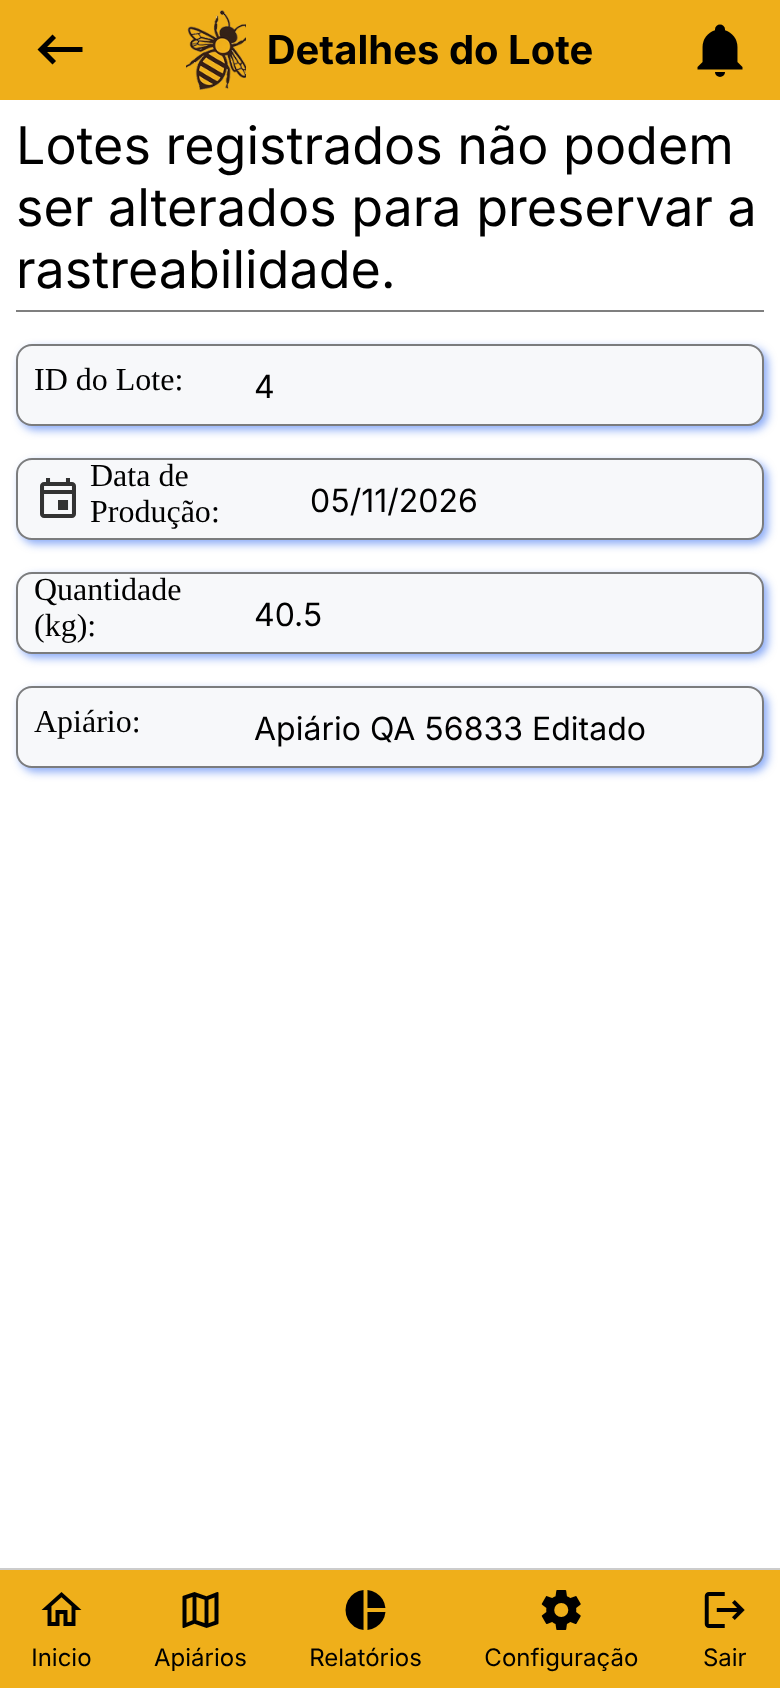 Detalhes do Lote
Lotes registrados não podem
ser alterados para preservar a
rastreabilidade.
ID do Lote: 4
Data de
Produção: 05/11/2026
Quantidade
(kg): 40.5
Apiário: Apiário QA 56833 Editado
Inicio Apiários Relatórios Configuração Sair